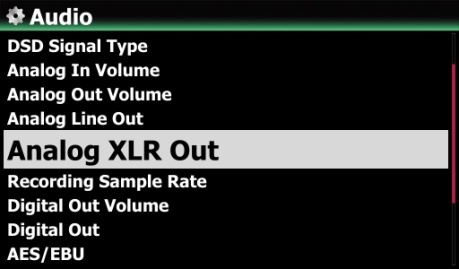 Audio
DSD Signal Type
Analog In Volume
Analog Out Volume
Analog Line Out
Analog XLR Out
Recording Sample Rate
Digital Out Volume
Digital Out
AES/EBU